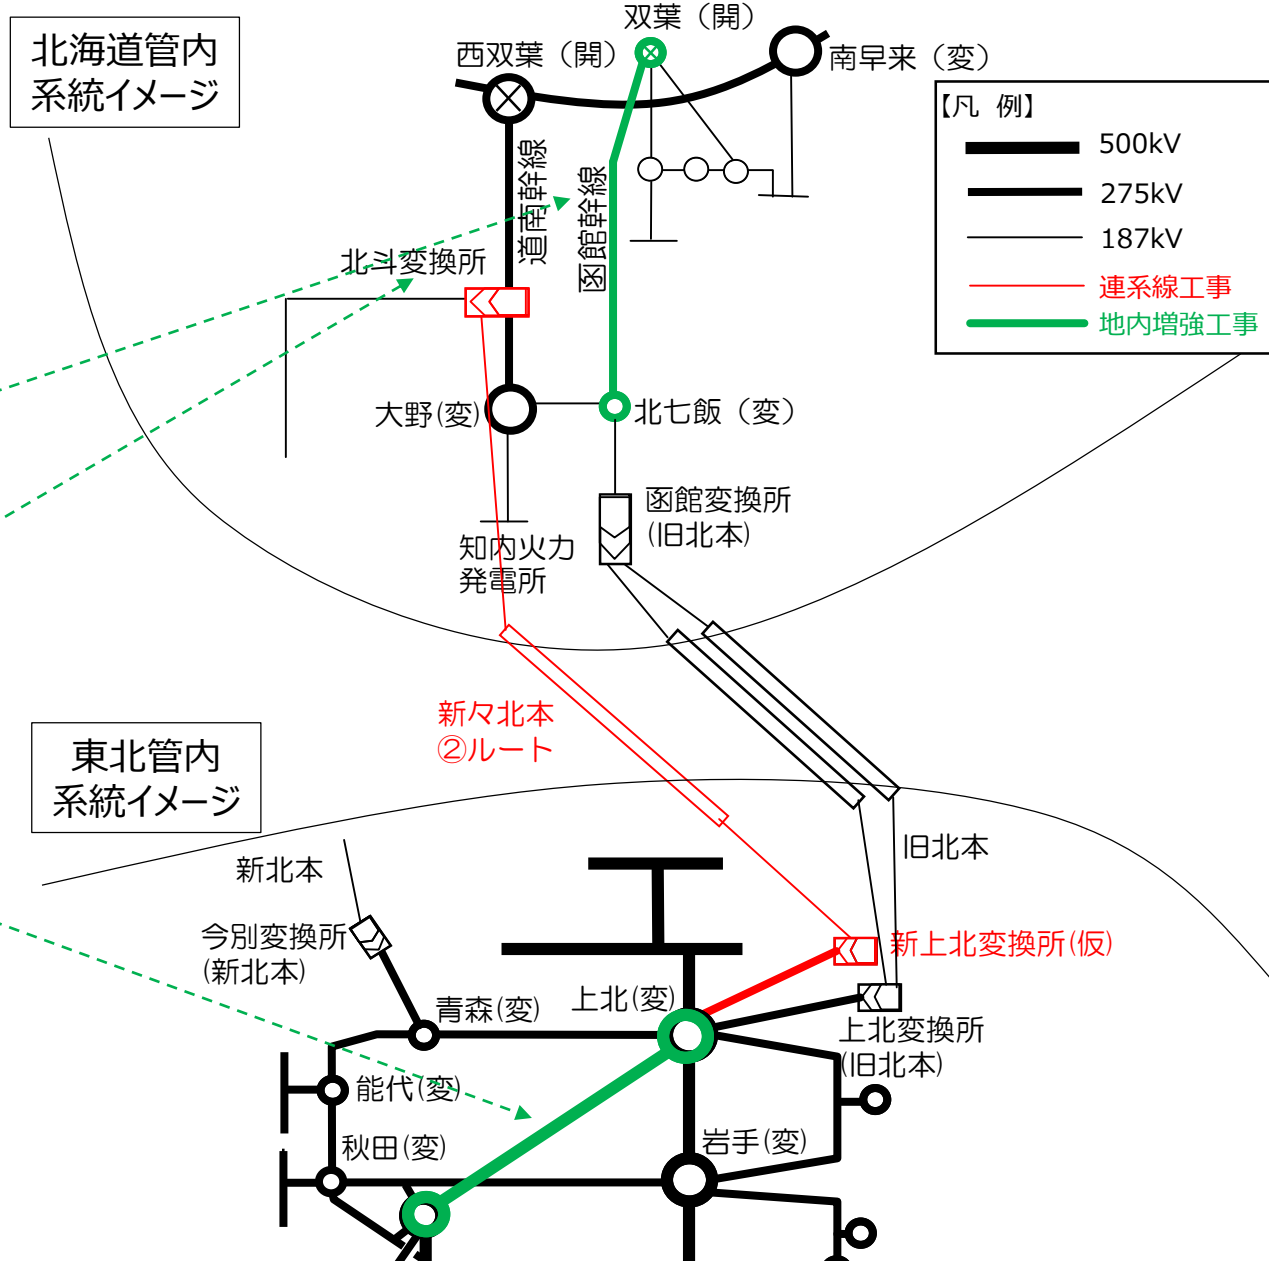 北海道管内
系統イメージ
双葉（開）
西双葉（開）
南早来（変）
【凡 例】
500kV
275kV
187kV
連系線工事
地内増強工事
道南幹線
函館幹線
北斗変換所
大野(変)
北七飯（変）
函館変換所
(旧北本)
知内火力
発電所
新々北本
②ルート
東北管内
系統イメージ
旧北本
新北本
今別変換所
(新北本)
新上北変換所(仮)
青森(変)
上北(変)
上北変換所
(旧北本)
能代(変)
秋田(変)
岩手(変)